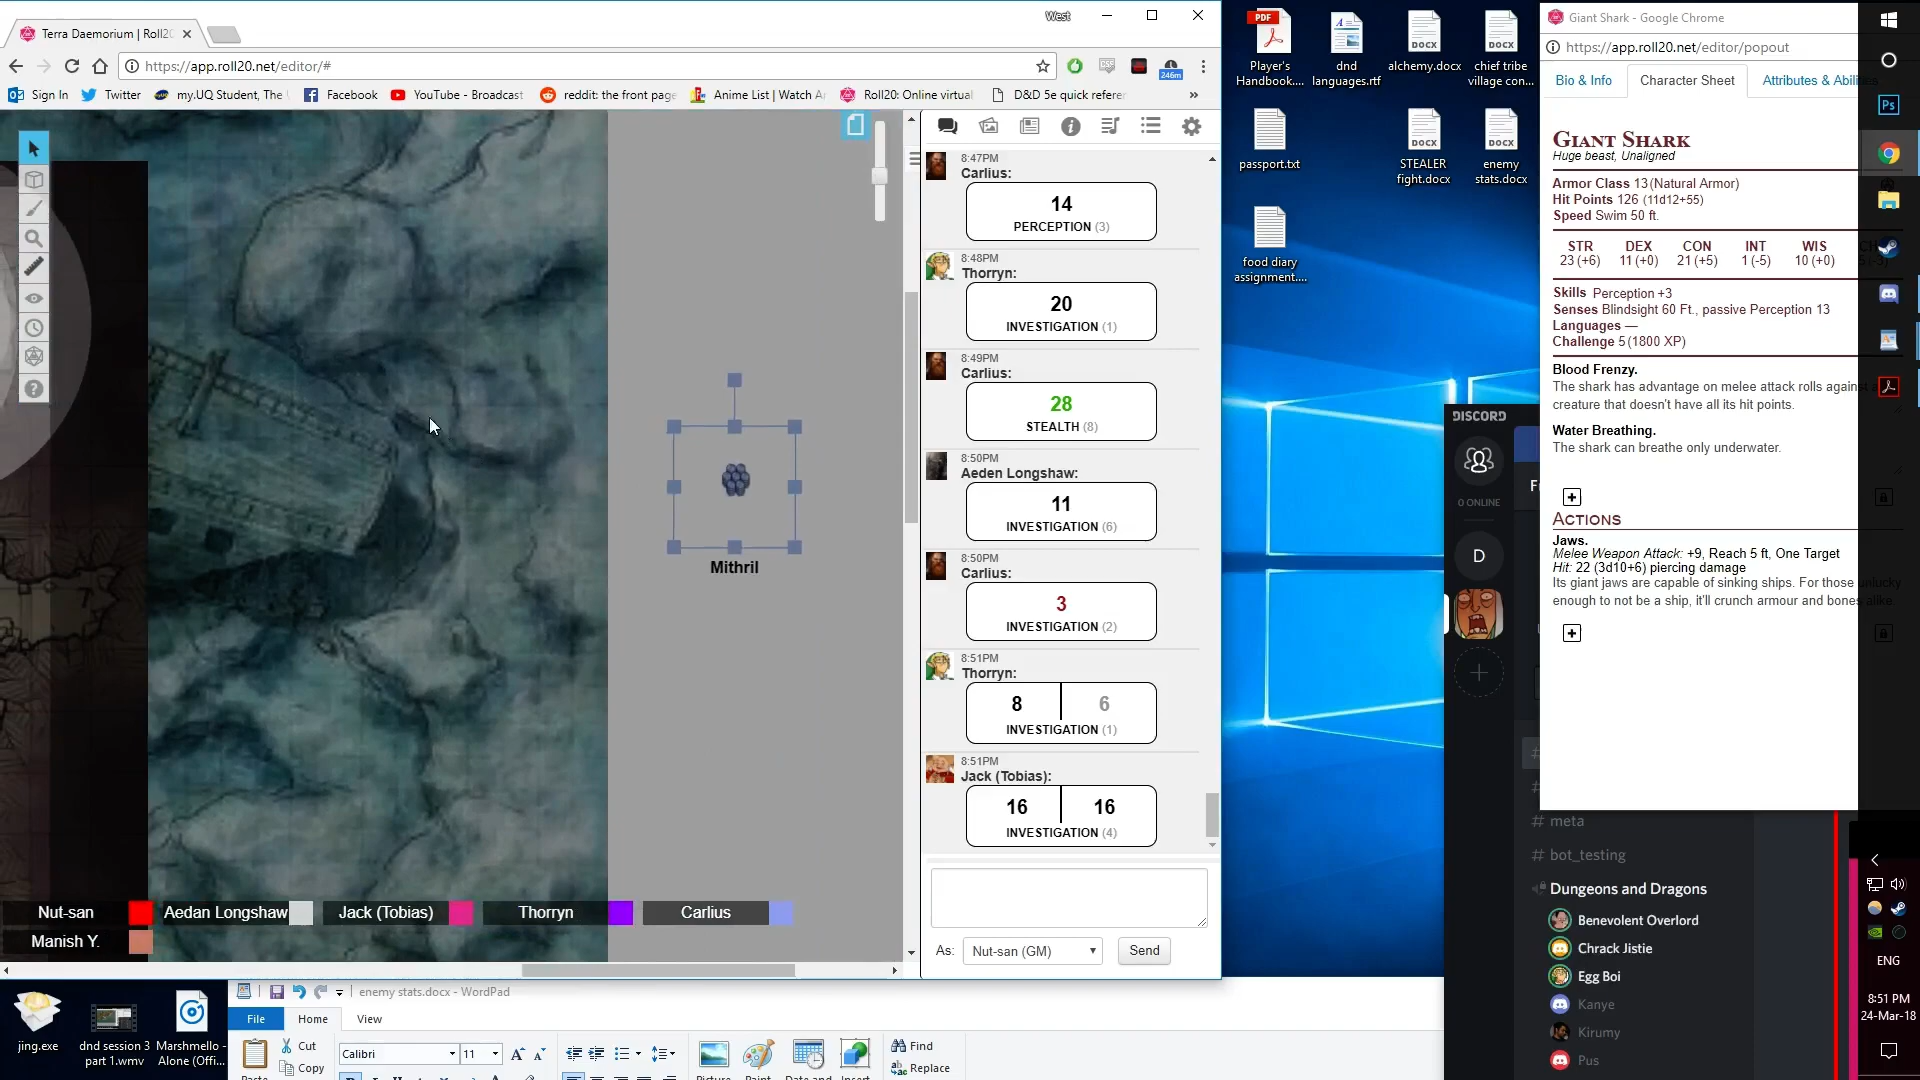 West
Terra Daemorium | Roll20
https://app.roll20.net/editor/#
246m
Sign In
Twitter
my.UQ Student, The
Facebook
YouTube - Broadcast
reddit: the front page
Anime List | Watch
Roll20: Online virtual
D&D 5e quick refere
»
8:47PM
Carlius:
14
PERCEPTION (3)
8:48PM
Thorryn:
20
INVESTIGATION (1)
8:49PM
Carlius:
28
STEALTH (8)
8:50PM
Aeden Longshaw:
11
INVESTIGATION (6)
8:50PM
Carlius:
3
INVESTIGATION (2)
8:51PM
Thorryn:
8 6
INVESTIGATION (1)
8:51PM
Jack (Tobias):
16 16
INVESTIGATION (4)
As: Nut-san (GM) Send
Mithril
Nut-san
Aedan Longshaw
Jack (Tobias)
Thorryn
Carlius
Manish Y.
PDF
Player's
Handbook....
dnd
languages.rtf
DOCX
alchemy.docx
DOCX
chief tribe
village con...
passport.txt
DOCX
STEALER
fight.docx
DOCX
enemy
stats.docx
food diary
assignment....
Giant Shark - Google Chrome
https://app.roll20.net/editor/popout
Bio & Info
Character Sheet
Attributes & Abili
GIANT SHARK
Huge beast, Unaligned
Armor Class 13 (Natural Armor)
Hit Points 126 (11d12+55)
Speed Swim 50 ft.
STR DEX CON INT WIS
23 (+6) 11 (+0) 21 (+5) 1 (-5) 10 (+0)
Skills Perception +3
Senses Blindsight 60 Ft., passive Perception 13
Languages —
Challenge 5 (1800 XP)
Blood Frenzy.
The shark has advantage on melee attack rolls against a
creature that doesn't have all its hit points.
Water Breathing.
The shark can breathe only underwater.
ACTIONS
Jaws.
Melee Weapon Attack: +9, Reach 5 ft, One Target
Hit: 22 (3d10+6) piercing damage
Its giant jaws are capable of sinking ships. For those unlucky
enough to not be a ship, it'll crunch armour and bones alike
DISCORD
0 ONLINE
D
# meta
# bot_testing
Dungeons and Dragons
Benevolent Overlord
Chrack Jistie
Egg Boi
Kanye
Kirumy
Pus
Ps
ENG
8:51 PM
24-Mar-18
jing.exe
dnd session 3
part 1.wmv
Marshmello -
Alone (Offi...
enemy stats.docx - WordPad
File
Home
View
Cut
Copy
Calibri
11
Find
Replace